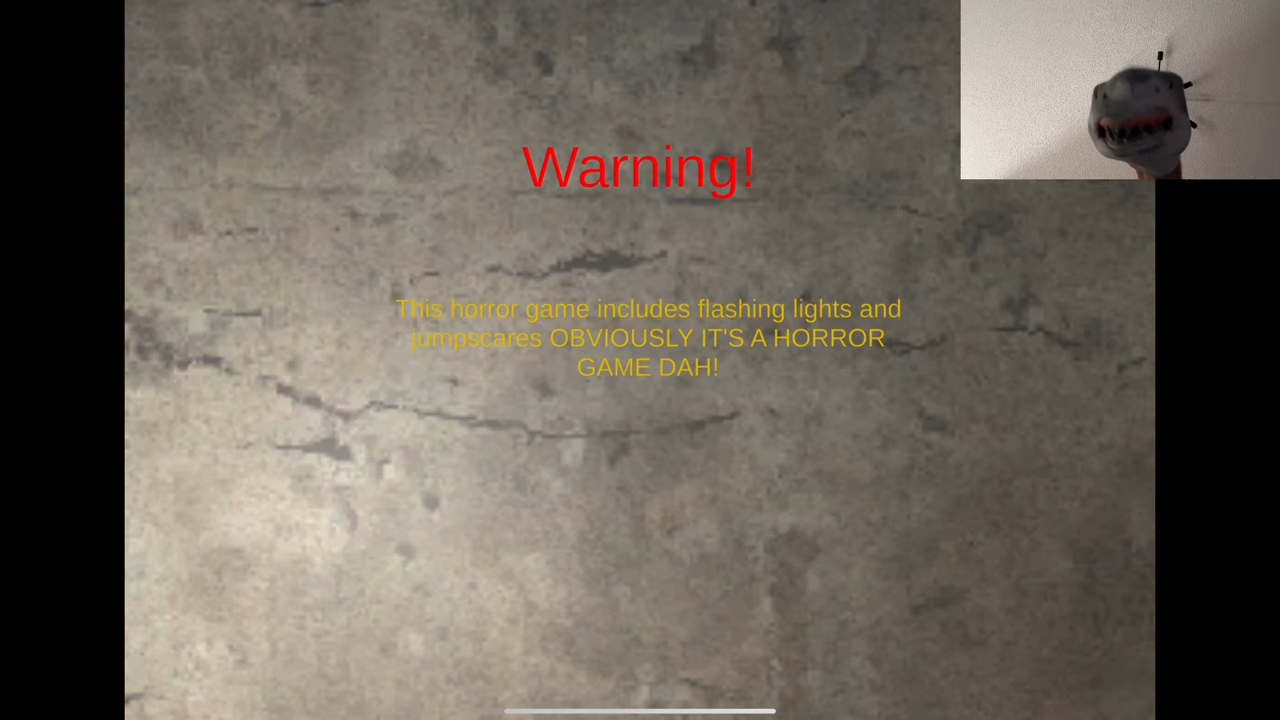 Warning!
This horror game includes flashing lights and
jumpscares OBVIOUSLY IT'S A HORROR
GAME DAH!